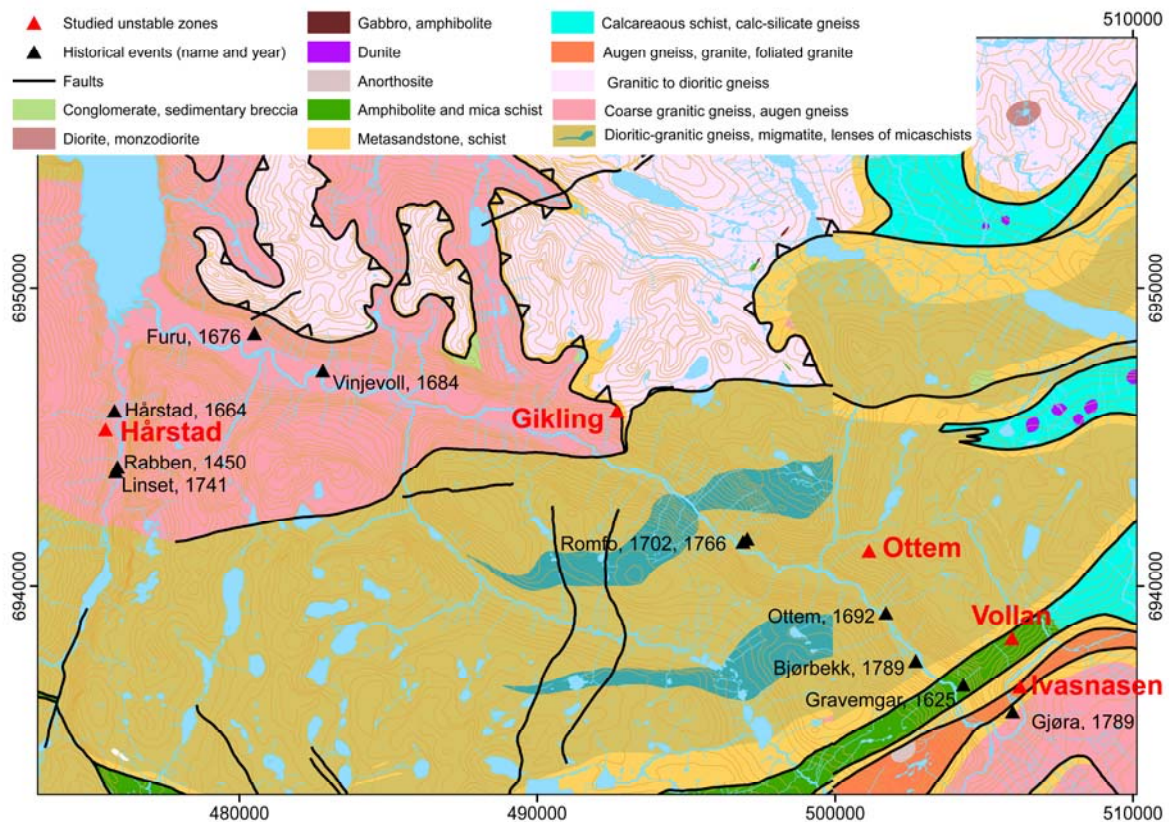 Studied unstable zones
Historical events (name and year)
Faults
Conglomerate, sedimentary breccia
Diorite, monzodiorite
Gabbro, amphibolite
Dunite
Anorthosite
Amphibolite and mica schist
Metasandstone, schist
Calcareaous schist, calc-silicate gneiss
Augen gneiss, granite, foliated granite
Granitic to dioritic gneiss
Coarse granitic gneiss, augen gneiss
Dioritic-granitic gneiss, migmatite, lenses of micaschists
510000
6950000
6950000
Furu, 1676
Vinjevoll, 1684
Hårstad, 1664
Hårstad
Gikling
Rabben, 1450
Linset, 1741
Romfo, 1702, 1766
Ottem
6940000
6940000
Ottem, 1692
Vollan
Bjørbekk, 1789
Gravemgar, 1625
Ivasnasen
Gjøra, 1789
480000
490000
500000
510000